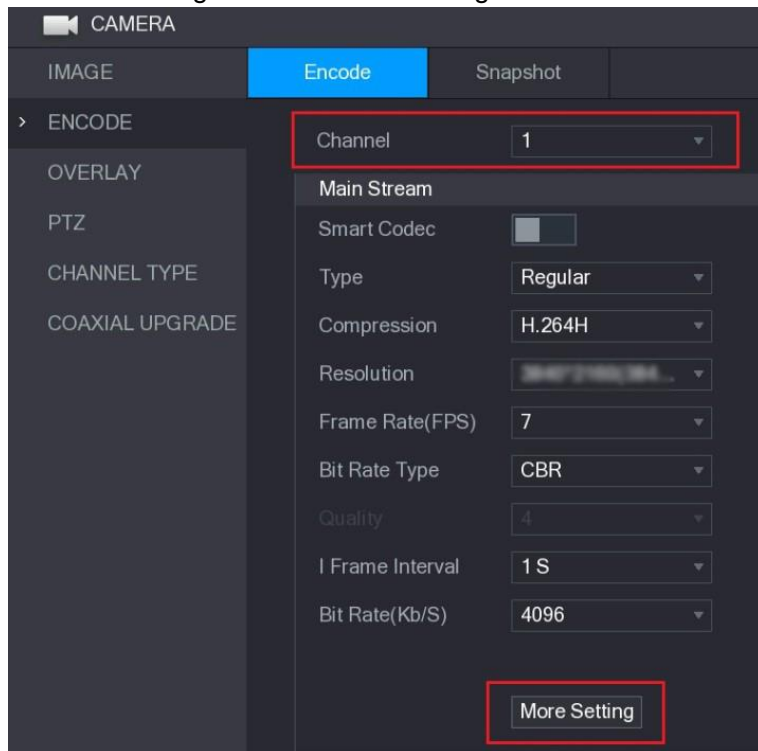 CAMERA
IMAGE
Encode Snapshot
> ENCODE
Channel 1
OVERLAY
Main Stream
PTZ
Smart Codec
CHANNEL TYPE
Type Regular
COAXIAL UPGRADE
Compression H.264H
Resolution
Frame Rate(FPS) 7
Bit Rate Type CBR
Quality 4
I Frame Interval 1 S
Bit Rate(Kb/S) 4096
More Setting